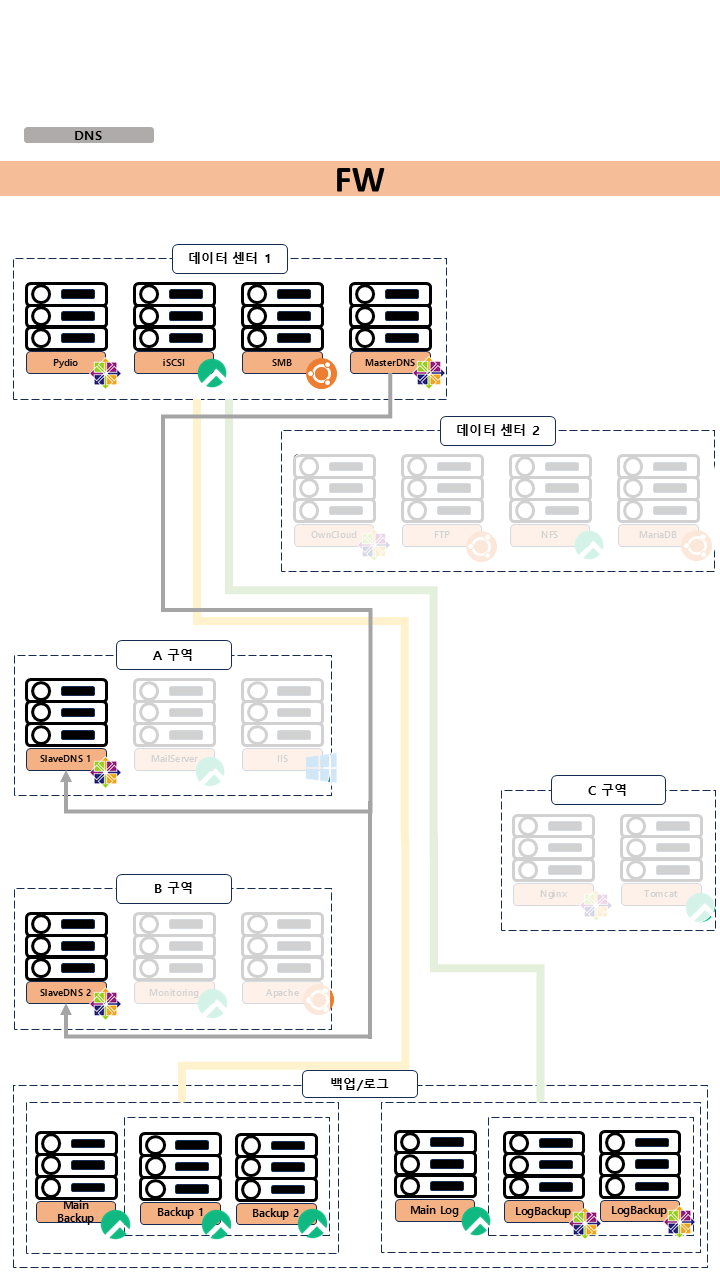 DNS
FW
데이터 센터 1
Pydio
iSCSI
SMB
MasterDNS
데이터 센터 2
OwnCloud
FTP
NFS
MariaDB
A 구역
SlaveDNS 1
MailServer
IIS
C 구역
Nginx
Tomcat
B 구역
SlaveDNS 2
Monitoring
Apache
백업/로그
Main
Backup
Backup 1
Backup 2
Main Log
LogBackup
LogBackup